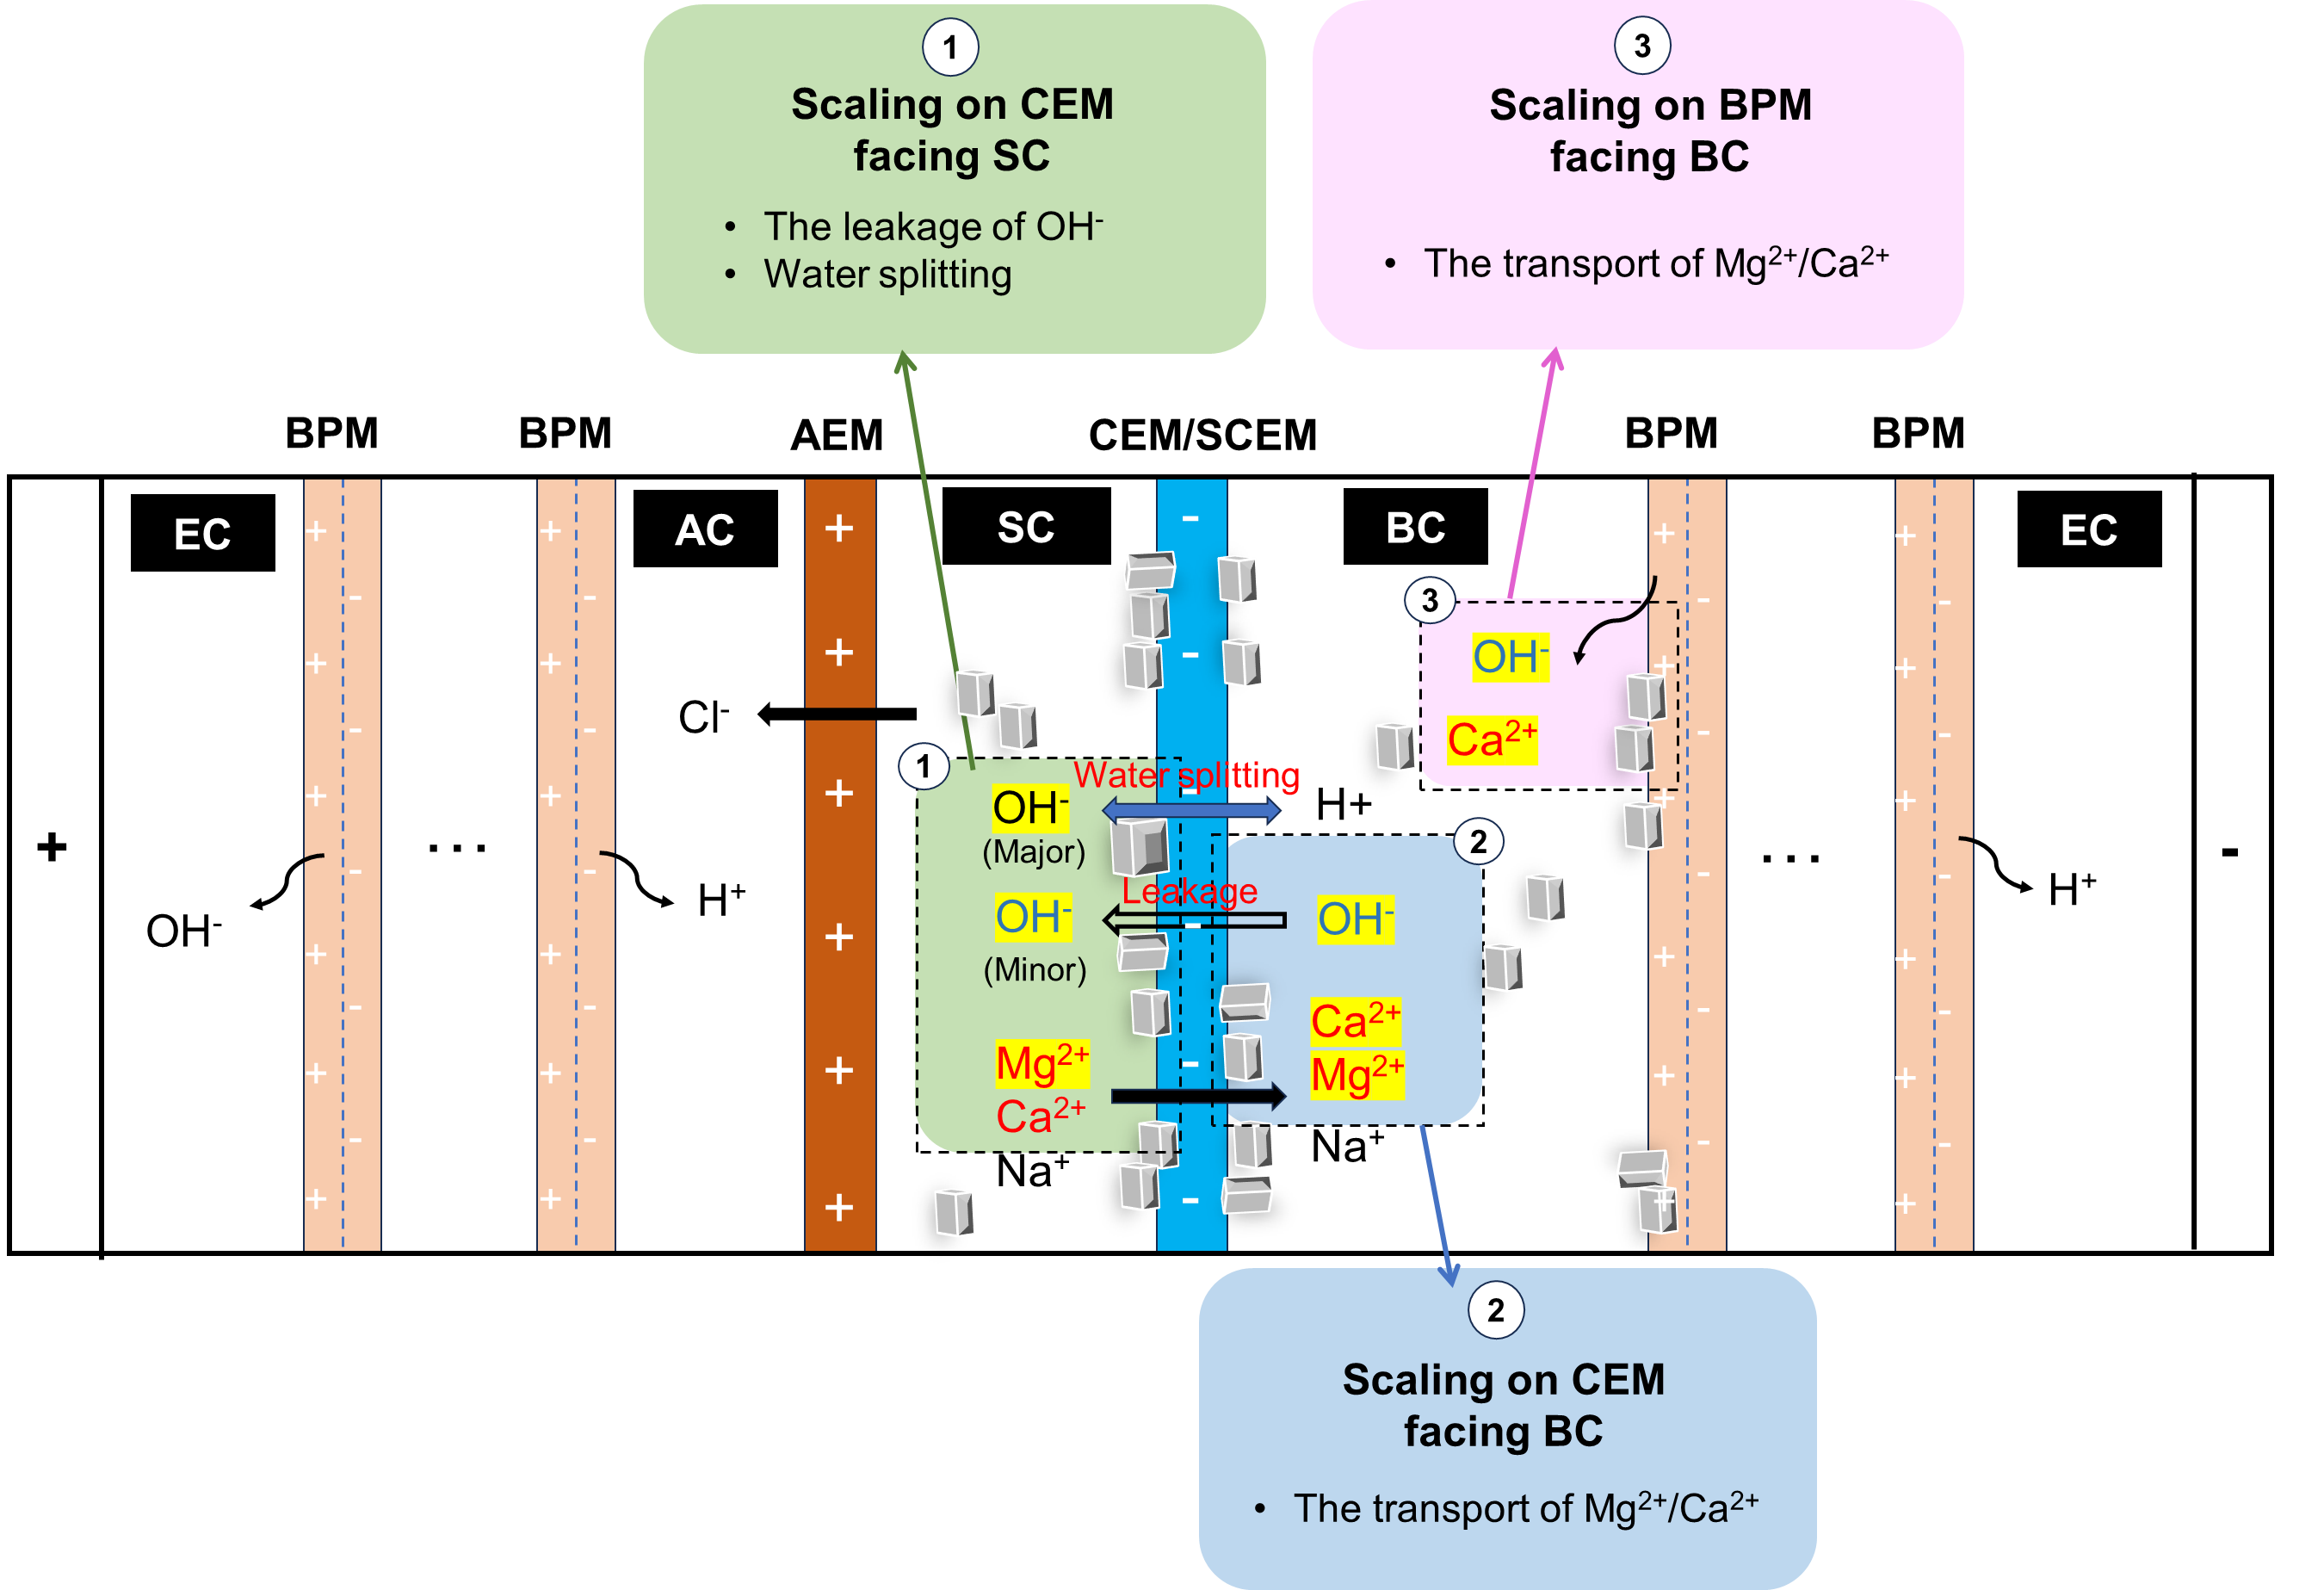 1
Scaling on CEM
facing SC
• The leakage of OH⁻
• Water splitting
3
Scaling on BPM
facing BC
• The transport of Mg²⁺/Ca²⁺
BPM
BPM
AEM
CEM/SCEM
BPM
BPM
EC
AC
SC
BC
EC
3
OH⁻
Ca²⁺
Cl⁻
1
Water splitting
OH⁻
(Major)
H+
2
Leakage
OH⁻
(Minor)
OH⁻
+
...
...
-
OH⁻
H⁺
H⁺
Mg²⁺
Ca²⁺
Na⁺
Ca²⁺
Mg²⁺
Na⁺
2
Scaling on CEM
facing BC
• The transport of Mg²⁺/Ca²⁺